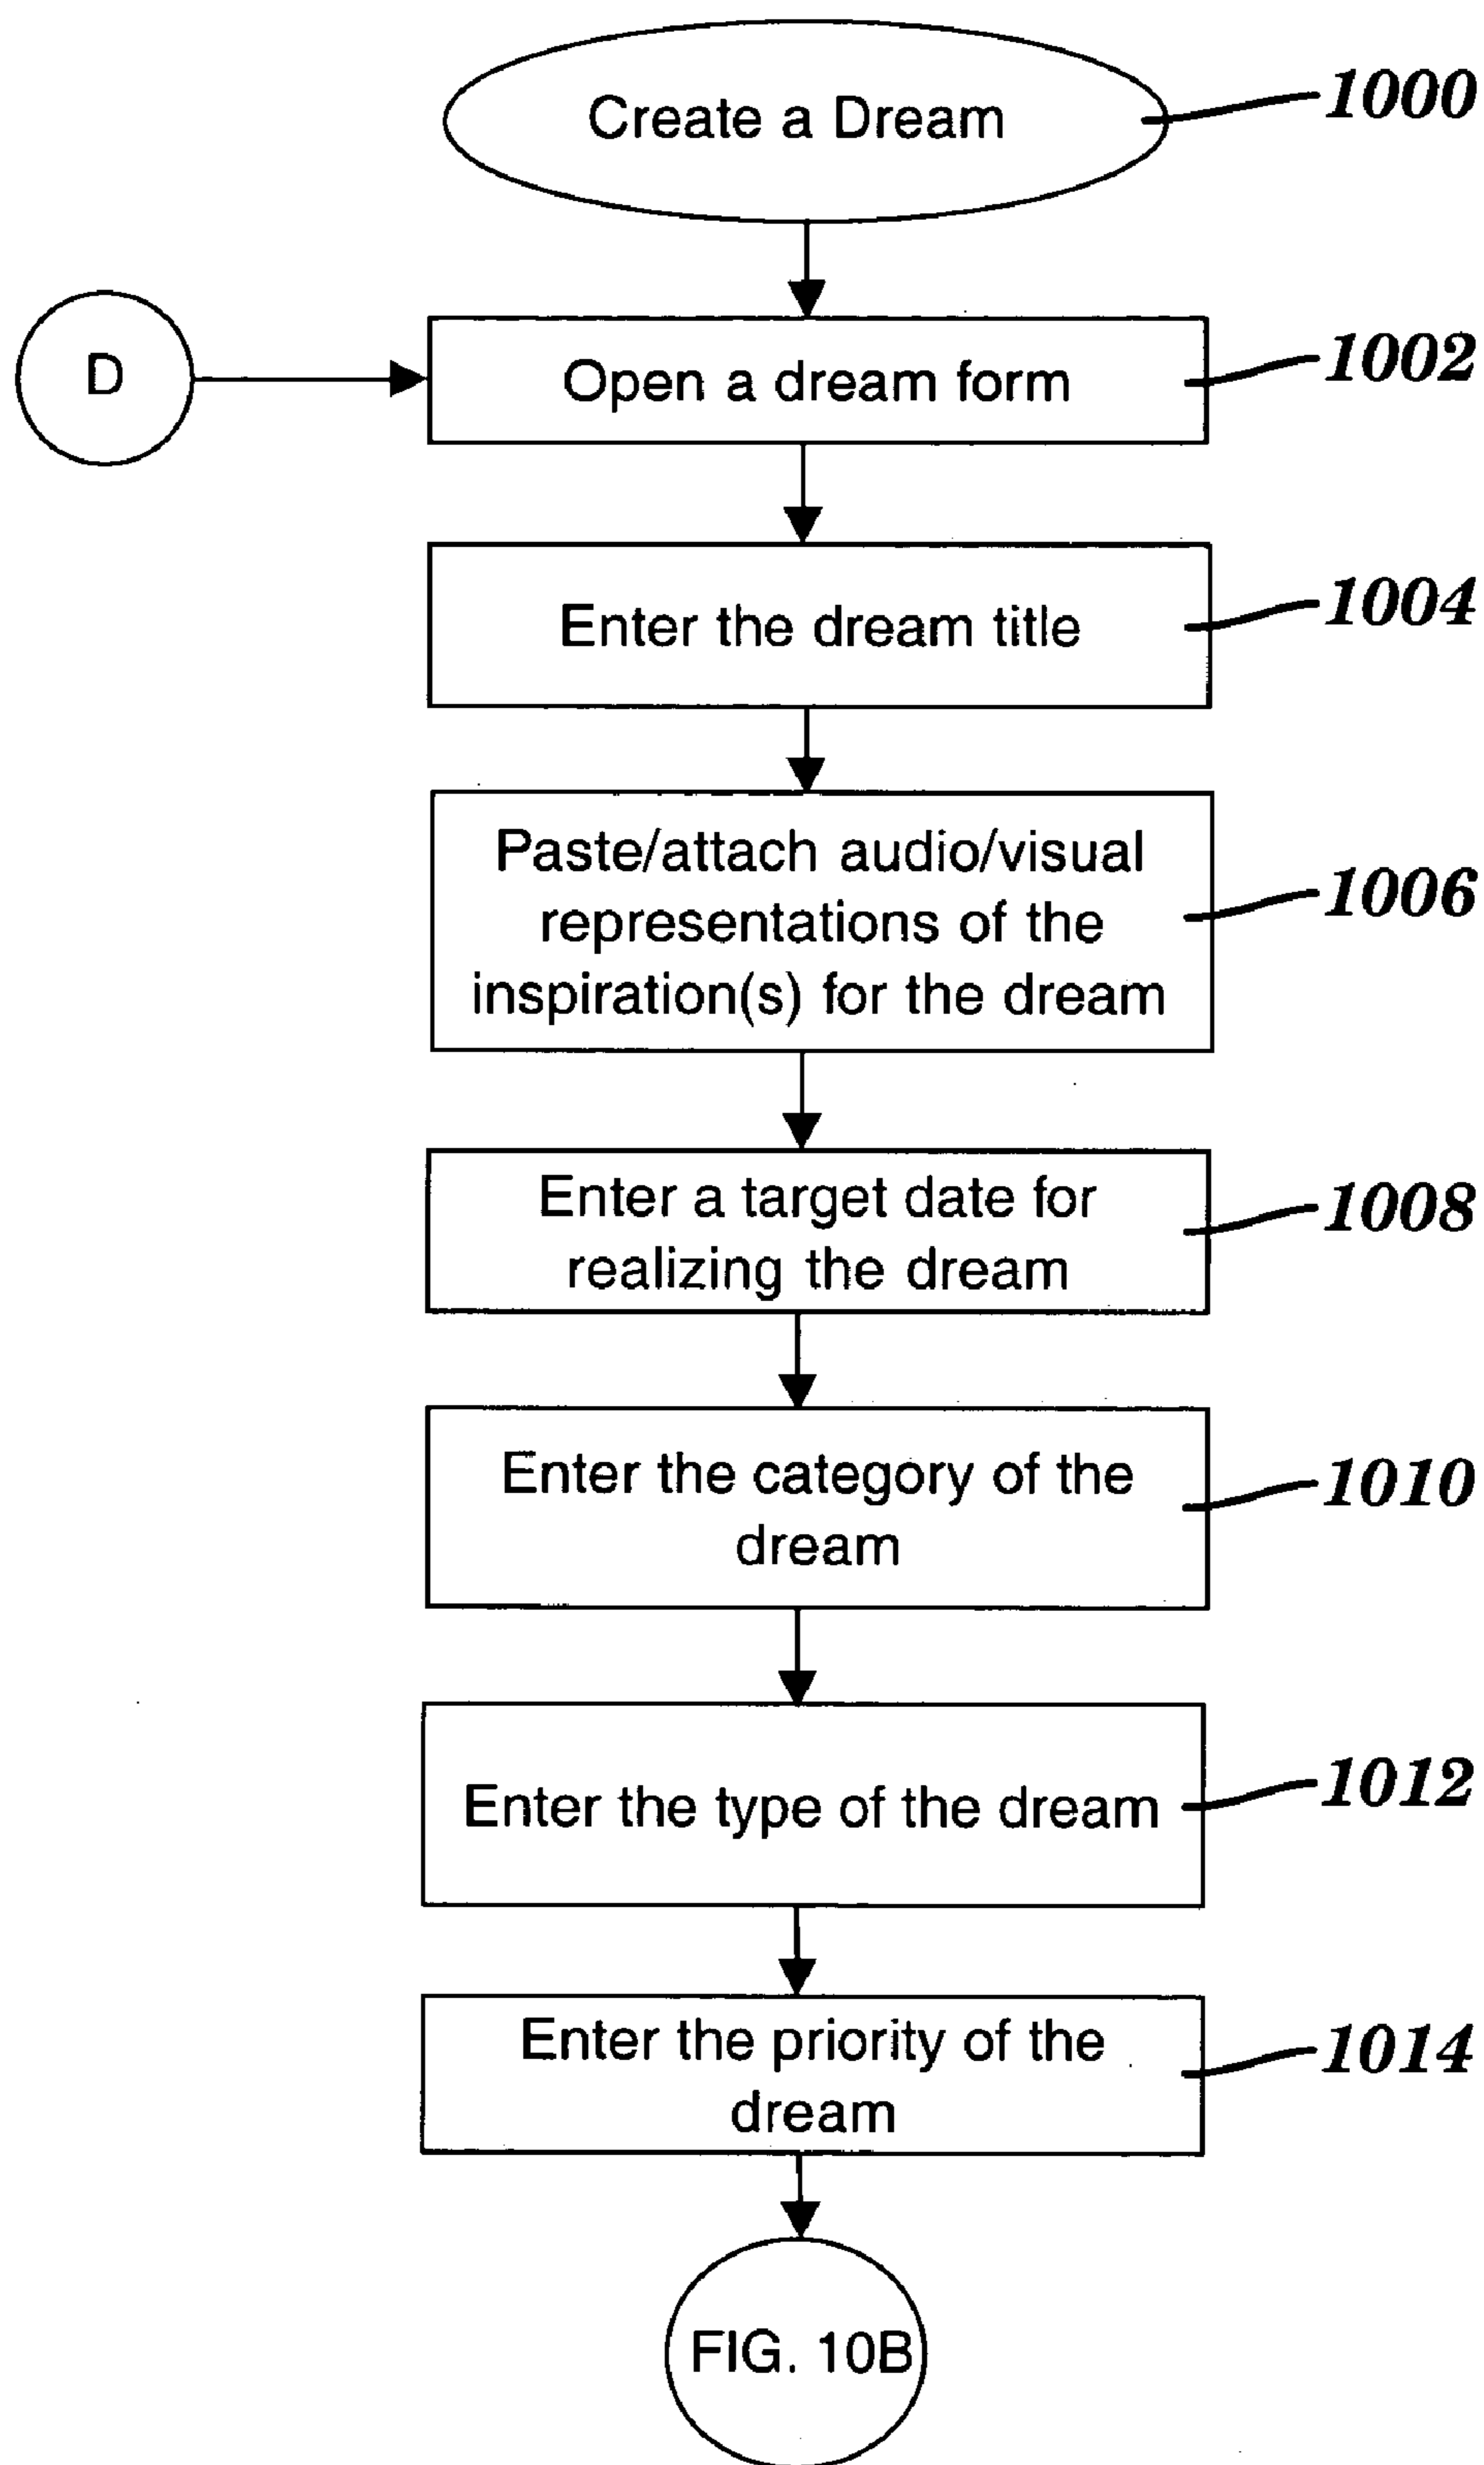 Create a Dream
1000
D
Open a dream form
1002
Enter the dream title
1004
Paste/attach audio/visual
representations of the
inspiration(s) for the dream
1006
Enter a target date for
realizing the dream
1008
Enter the category of the
dream
1010
Enter the type of the dream
1012
Enter the priority of the
dream
1014
FIG. 10B